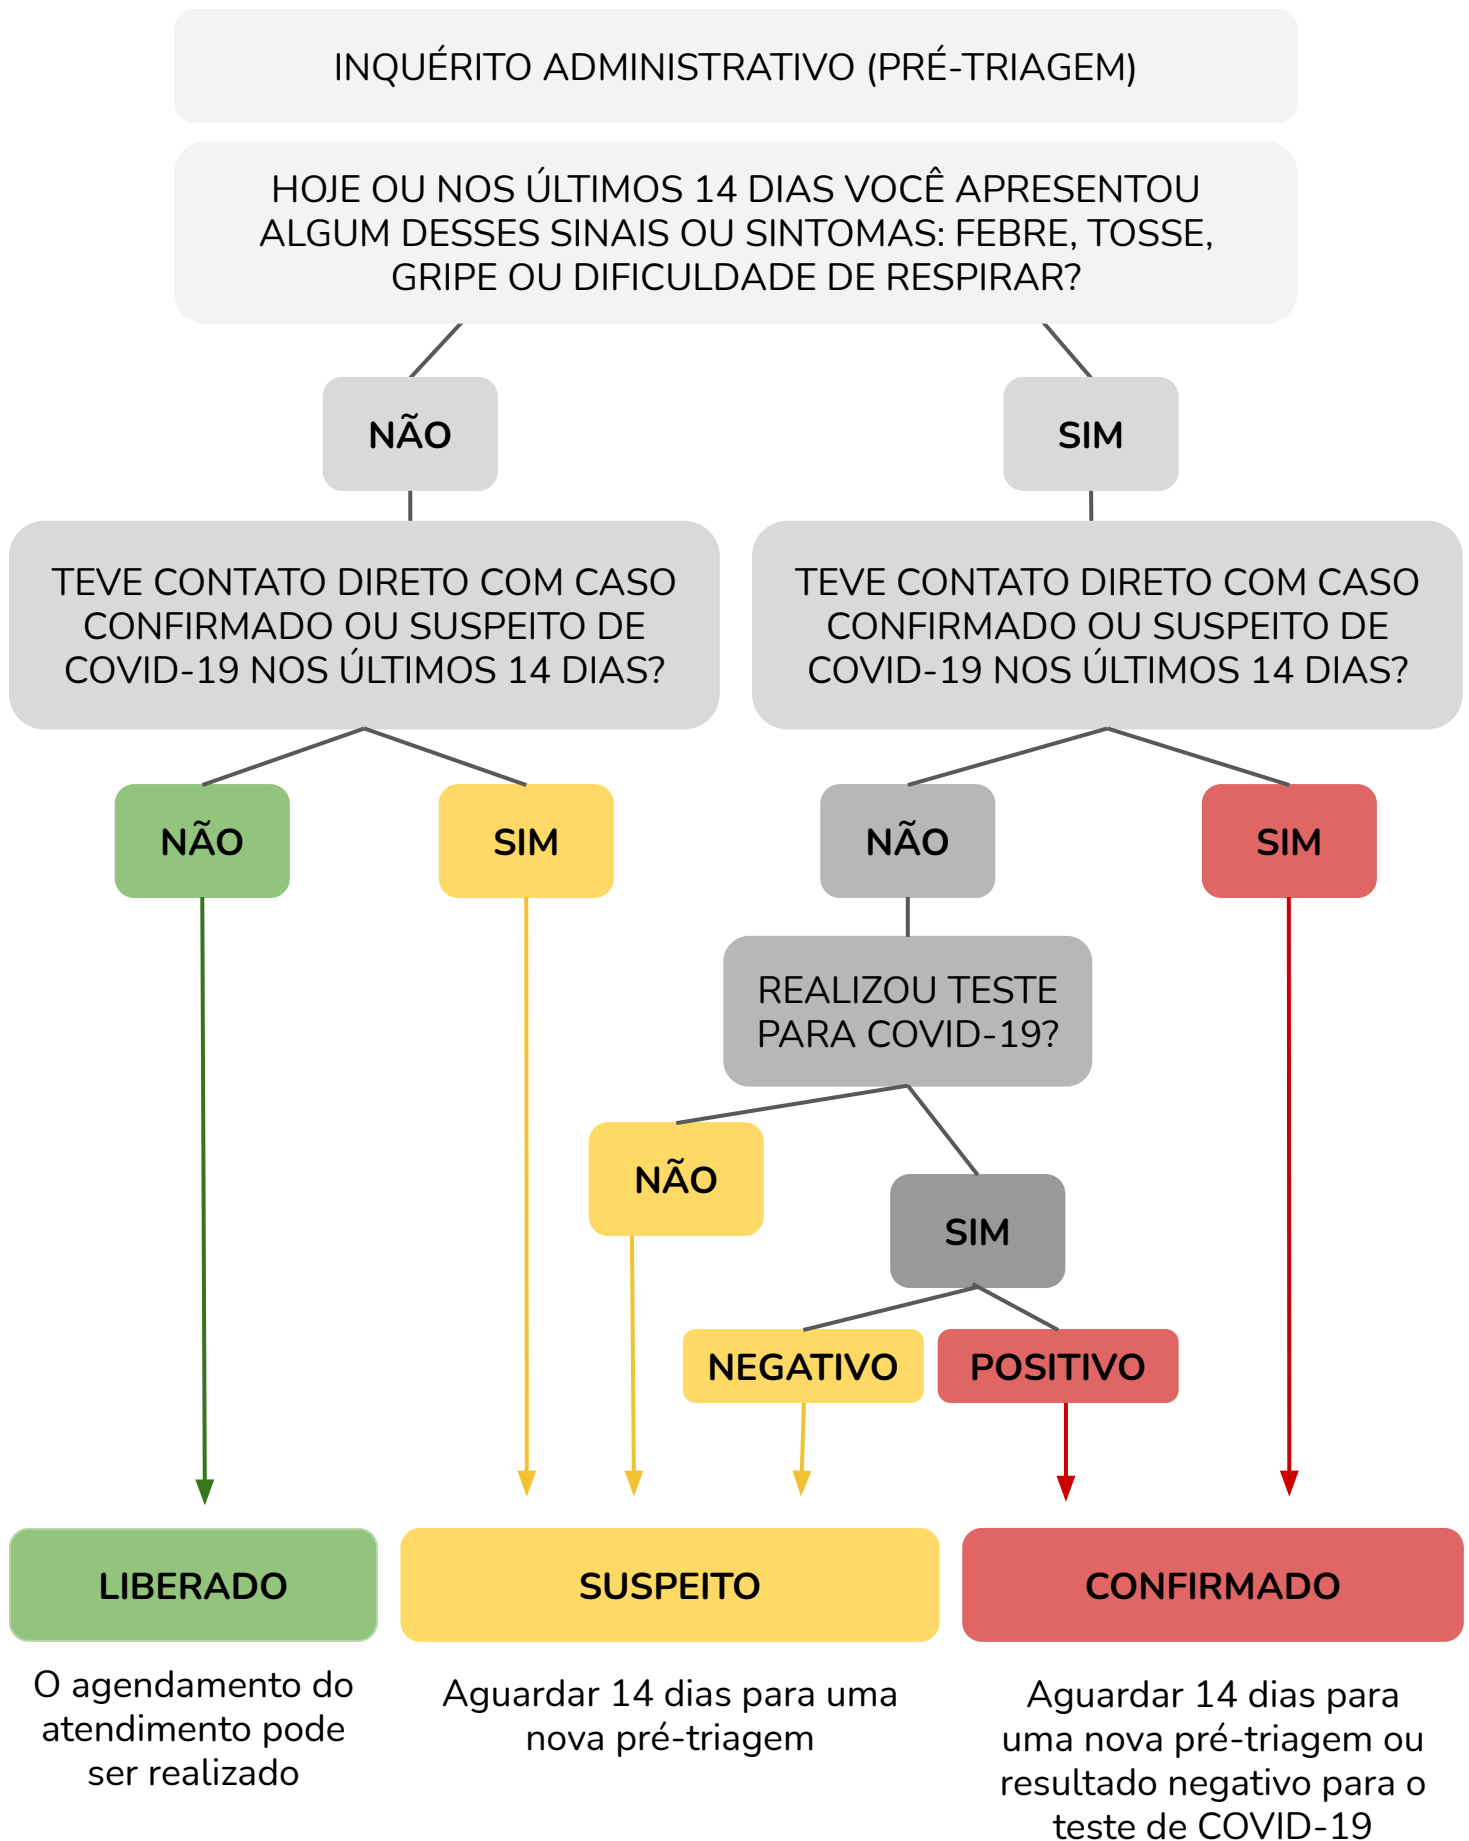 INQUÉRITO ADMINISTRATIVO (PRÉ-TRIAGEM)
HOJE OU NOS ÚLTIMOS 14 DIAS VOCÊ APRESENTOU
ALGUM DESSES SINAIS OU SINTOMAS: FEBRE, TOSSE,
GRIPE OU DIFICULDADE DE RESPIRAR?
NÃO
SIM
TEVE CONTATO DIRETO COM CASO
CONFIRMADO OU SUSPEITO DE
COVID-19 NOS ÚLTIMOS 14 DIAS?
TEVE CONTATO DIRETO COM CASO
CONFIRMADO OU SUSPEITO DE
COVID-19 NOS ÚLTIMOS 14 DIAS?
NÃO
SIM
NÃO
SIM
REALIZOU TESTE
PARA COVID-19?
NÃO
SIM
NEGATIVO
POSITIVO
LIBERADO
SUSPEITO
CONFIRMADO
O agendamento do
atendimento pode
ser realizado
Aguardar 14 dias para uma
nova pré-triagem
Aguardar 14 dias para
uma nova pré-triagem ou
resultado negativo para o
teste de COVID-19